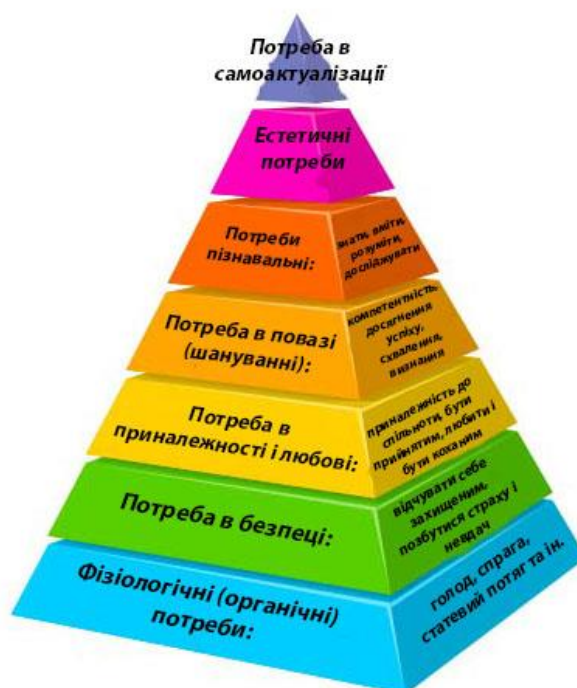 Потреба в
самоактуалізації
Естетичні
потреби
Потреби
пізнавальні:
знати, вміти,
розуміти,
досліджувати
Потреба в повазі
(шануванні):
компетентність,
досягнення
успіху,
схвалення,
визнання
Потреба в
приналежності і любові:
приналежність до
спільноти, бути
прийнятим, любити і
бути коханим
Потреба в безпеці:
відчувати себе
захищеним,
позбутися страху і
невдач
Фізіологічні (органічні)
потреби:
голод, спрага,
статевий потяг та ін.